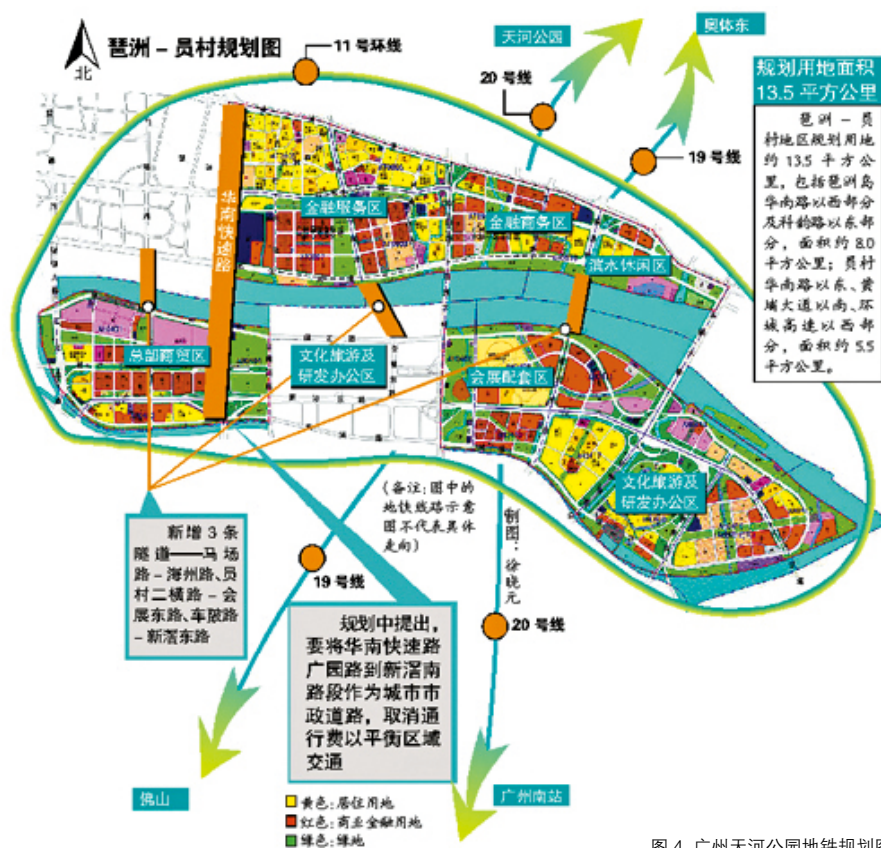 琶洲－员村规划图
北
11号环线
天河公园
奥体东
20号线
19号线
规划用地面积
13.5平方公里
琶洲－员
村地区规划用地
约13.5平方公
里，包括琶洲岛
华南路以西部分
及科韵路以东部
分，面积约8.0
平方公里；员村
华南路以东、黄
埔大道以南、环
城高速以西部
分，面积约5.5
平方公里。
华南快速路
金融服务区
金融商务区
滨水休闲区
总部商贸区
文化旅游及
研发办公区
会展配套区
文化旅游及
研发办公区
新增3条
隧道——马场
路－海州路、员
村二横路－会
展东路、车陂路
－新滘东路
（备注：图中的
地铁线路示意
图不代表具体
走向）
制图：徐晓元
19号线
20号线
规划中提出，
要将华南快速路
广园路到新滘南
路段作为城市市
政道路，取消通
行费以平衡区域
交通
佛山
广州南站
黄色：居住用地
红色：商业金融用地
绿色：绿地
图4 广州天河公园地铁规划图